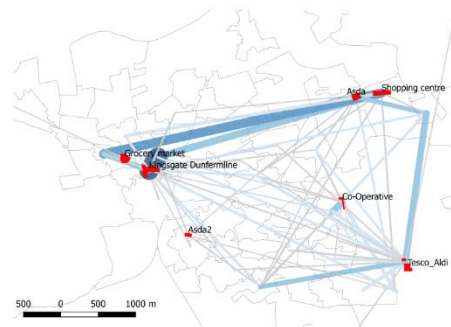 Asda
Shopping centre
Grocery market
Kingsgate Dunfermline
Co-Operative
Asda2
Tesco_Aldi
500 0 500 1000 m